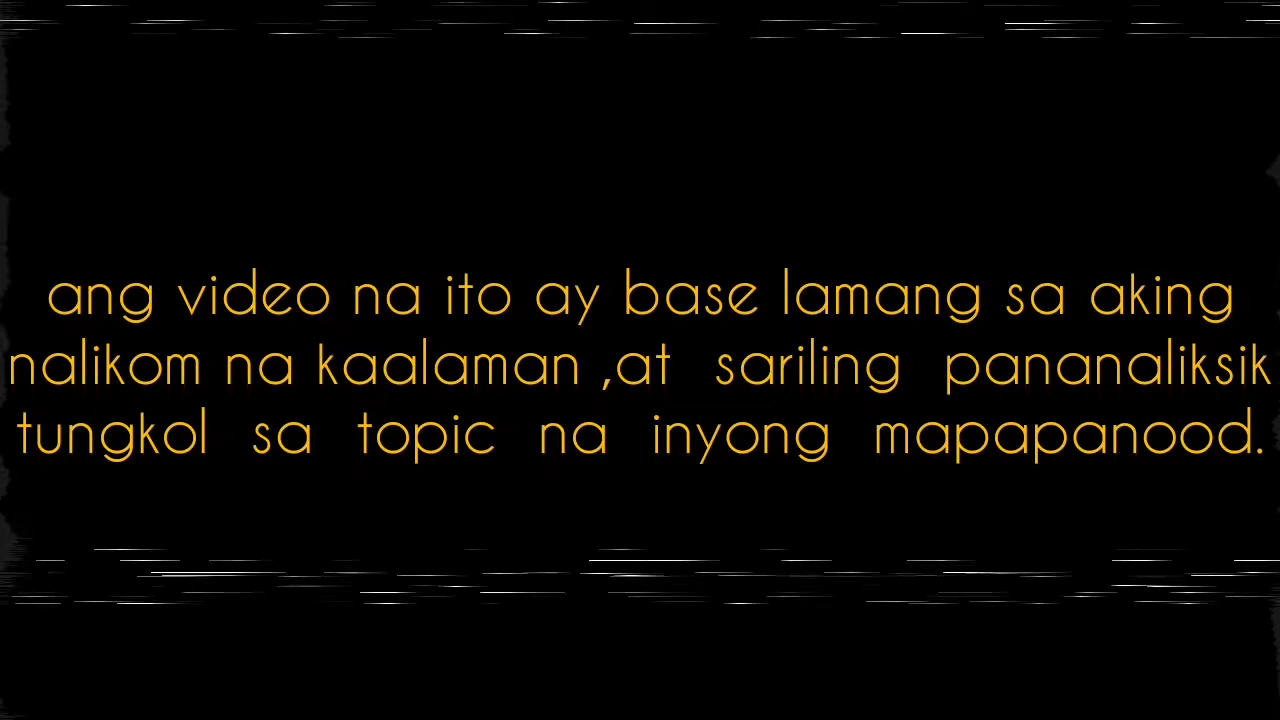 ang video na ito ay base lamang sa aking
nalikom na kaalaman ,at sariling pananaliksik
tungkol sa topic na inyong mapapanood.